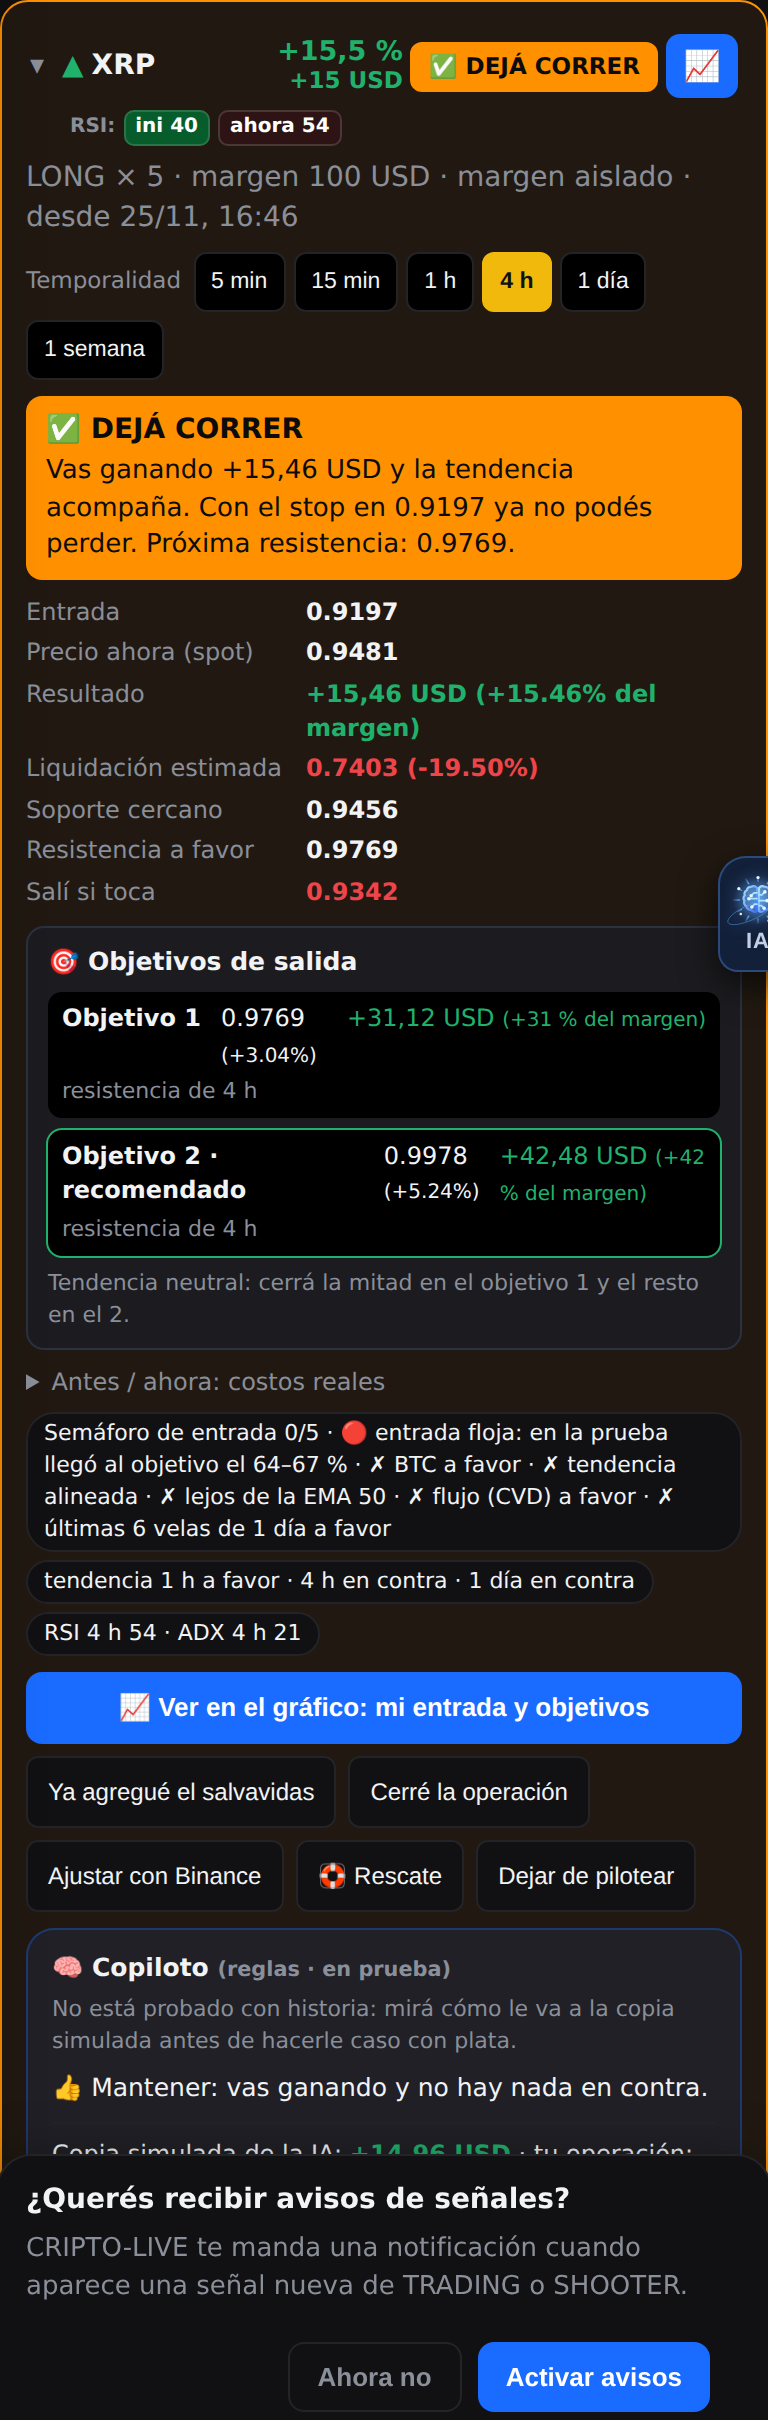 ▼ ▲ XRP
+15,5 %
+15 USD
✅ DEJÁ CORRER
RSI: ini 40 ahora 54
LONG × 5 · margen 100 USD · margen aislado ·
desde 25/11, 16:46
Temporalidad 5 min 15 min 1 h 4 h 1 día
1 semana
✅ DEJÁ CORRER
Vas ganando +15,46 USD y la tendencia
acompaña. Con el stop en 0.9197 ya no podés
perder. Próxima resistencia: 0.9769.
Entrada 0.9197
Precio ahora (spot) 0.9481
Resultado +15,46 USD (+15.46% del
margen)
Liquidación estimada 0.7403 (-19.50%)
Soporte cercano 0.9456
Resistencia a favor 0.9769
Salí si toca 0.9342
IA
🎯 Objetivos de salida
Objetivo 1 0.9769 +31,12 USD (+31 % del margen)
(+3.04%)
resistencia de 4 h
Objetivo 2 · 0.9978 +42,48 USD (+42
recomendado (+5.24%) % del margen)
resistencia de 4 h
Tendencia neutral: cerrá la mitad en el objetivo 1 y el resto
en el 2.
▶ Antes / ahora: costos reales
Semáforo de entrada 0/5 · 🔴 entrada floja: en la prueba
llegó al objetivo el 64–67 % · ✗ BTC a favor · ✗ tendencia
alineada · ✗ lejos de la EMA 50 · ✗ flujo (CVD) a favor · ✗
últimas 6 velas de 1 día a favor
tendencia 1 h a favor · 4 h en contra · 1 día en contra
RSI 4 h 54 · ADX 4 h 21
📈 Ver en el gráfico: mi entrada y objetivos
Ya agregué el salvavidas Cerré la operación
Ajustar con Binance 🛟 Rescate Dejar de pilotear
🧠 Copiloto (reglas · en prueba)
No está probado con historia: mirá cómo le va a la copia
simulada antes de hacerle caso con plata.
👍 Mantener: vas ganando y no hay nada en contra.
Copia simulada de la IA: +14,96 USD · tu operación:
¿Querés recibir avisos de señales?
CRIPTO-LIVE te manda una notificación cuando
aparece una señal nueva de TRADING o SHOOTER.
Ahora no Activar avisos